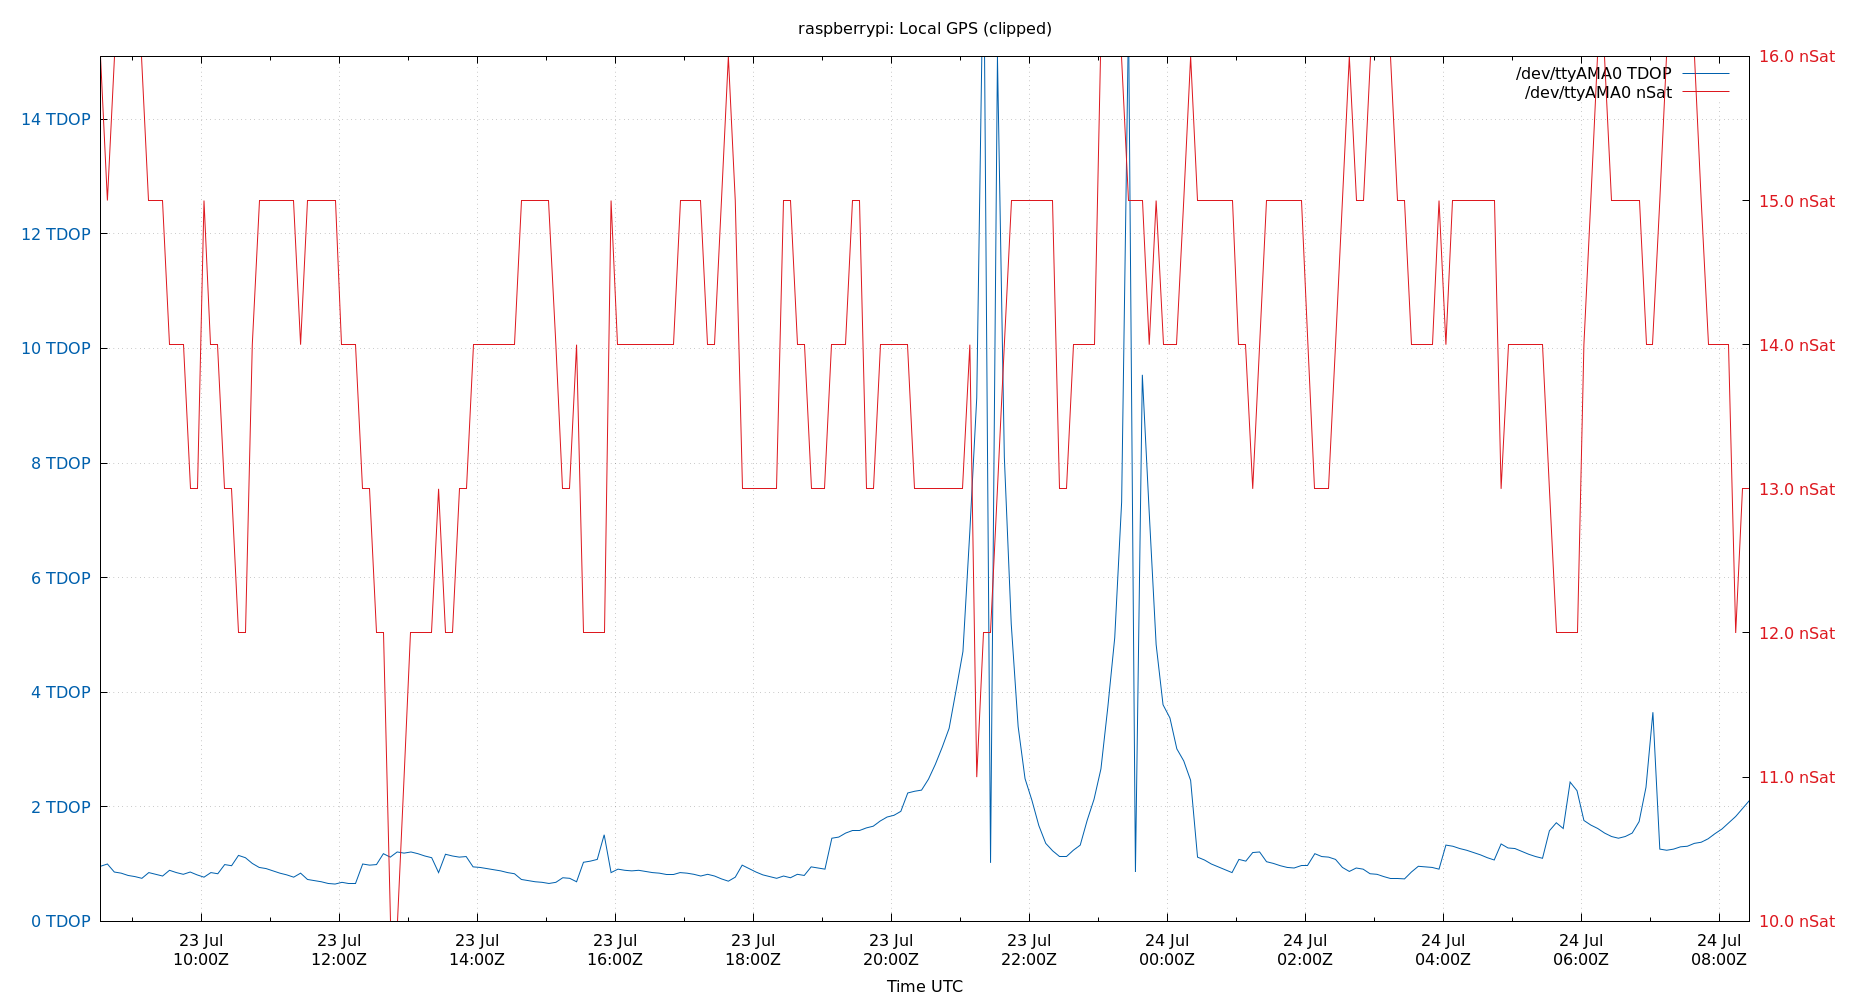 raspberrypi: Local GPS (clipped)
/dev/ttyAMA0 TDOP
/dev/ttyAMA0 nSat
14 TDOP
12 TDOP
10 TDOP
8 TDOP
6 TDOP
4 TDOP
2 TDOP
0 TDOP
16.0 nSat
15.0 nSat
14.0 nSat
13.0 nSat
12.0 nSat
11.0 nSat
10.0 nSat
23 Jul
10:00Z
23 Jul
12:00Z
23 Jul
14:00Z
23 Jul
16:00Z
23 Jul
18:00Z
23 Jul
20:00Z
23 Jul
22:00Z
24 Jul
00:00Z
24 Jul
02:00Z
24 Jul
04:00Z
24 Jul
06:00Z
24 Jul
08:00Z
Time UTC